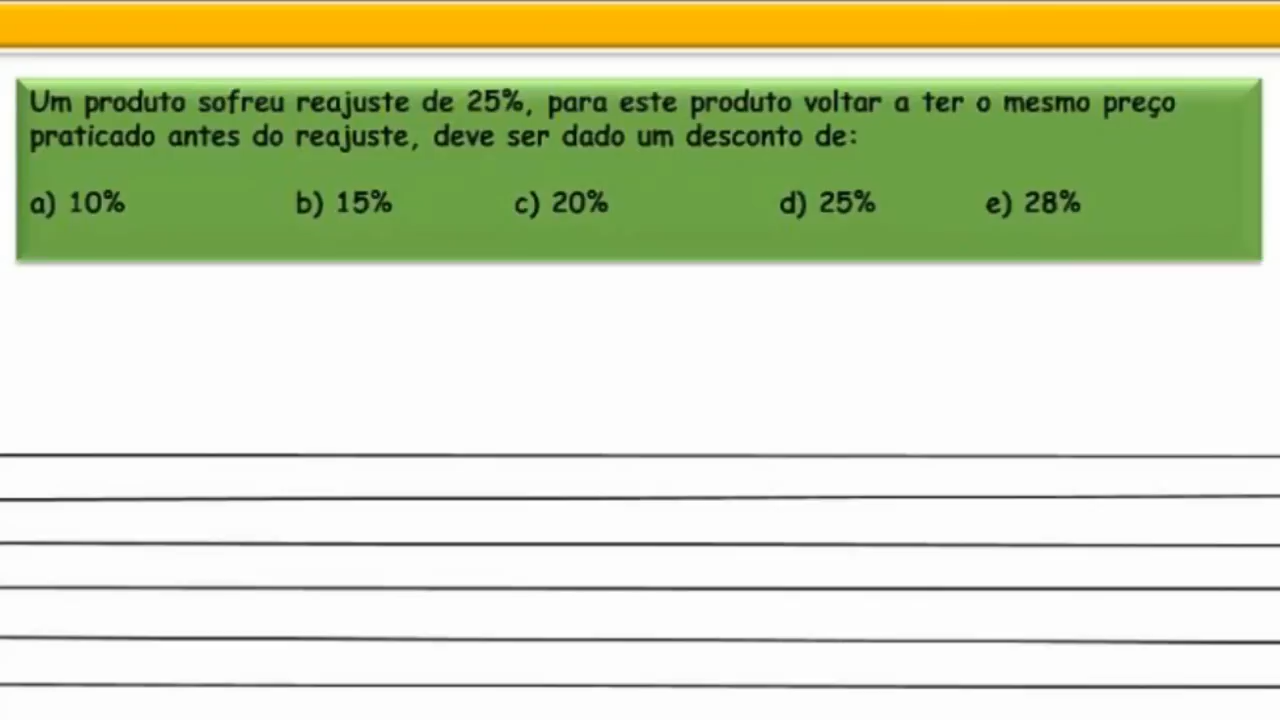 Um produto sofreu reajuste de 25%, para este produto voltar a ter o mesmo preço
praticado antes do reajuste, deve ser dado um desconto de:
a) 10% b) 15% c) 20% d) 25% e) 28%